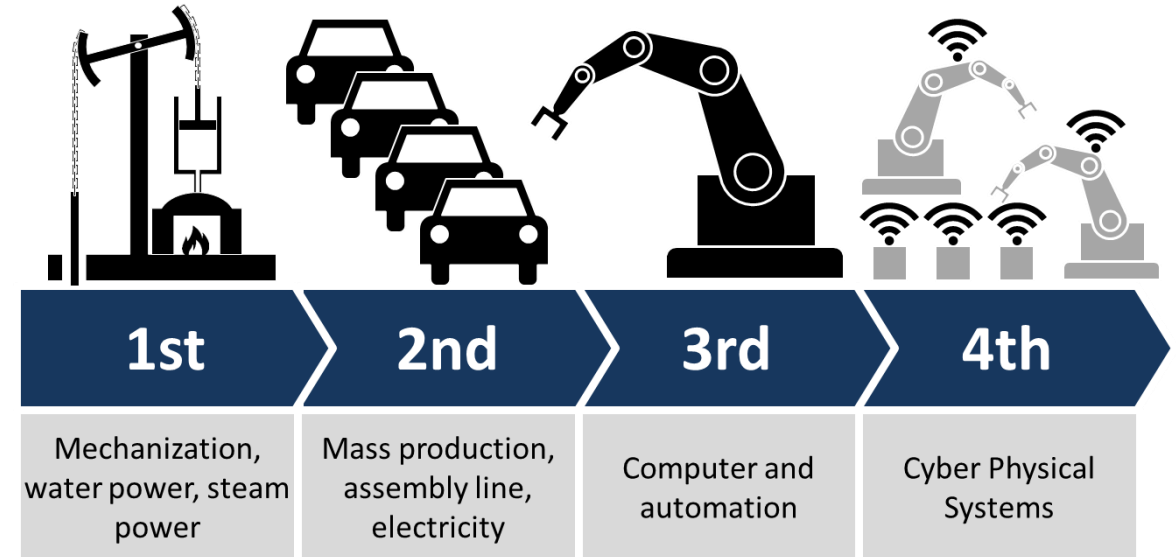 1st
2nd
3rd
4th
Mechanization,
water power, steam
power
Mass production,
assembly line,
electricity
Computer and
automation
Cyber Physical
Systems